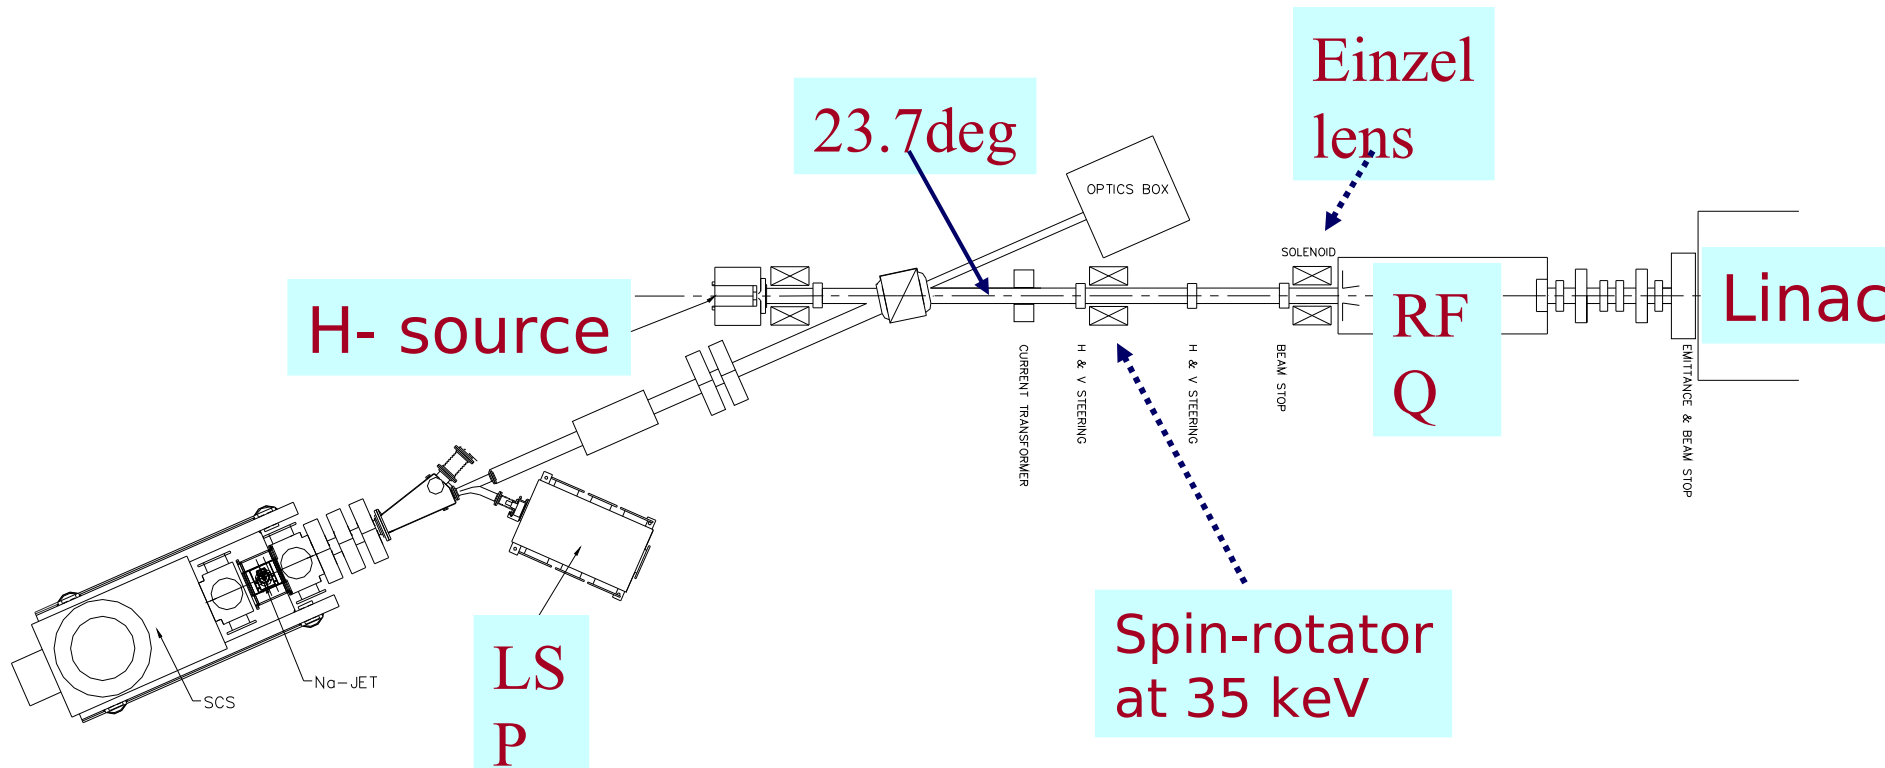 Einzel
lens
23.7deg
OPTICS BOX
SOLENOID
H- source
RF
Q
Linac
CURRENT TRANSFORMER
H & V STEERING
H & V STEERING
BEAM STOP
EMITTANCE & BEAM STOP
Spin-rotator
at 35 keV
LS
P
Na-JET
SCS